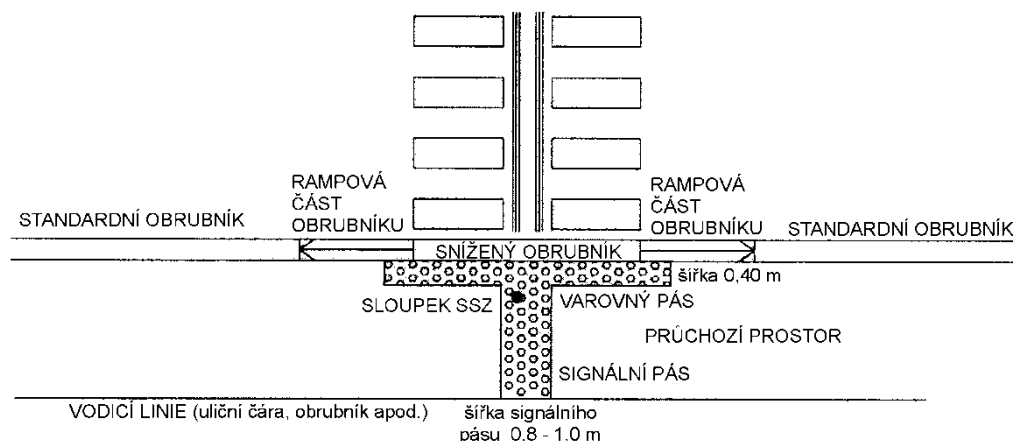 RAMPOVÁ
ČÁST
OBRUBNÍKU
RAMPOVÁ
ČÁST
OBRUBNÍKU
STANDARDNÍ OBRUBNÍK
STANDARDNÍ OBRUBNÍK
SNÍŽENÝ OBRUBNÍK
šířka 0,40 m
SLOUPEK SSZ
VAROVNÝ PÁS
PRŮCHOZÍ PROSTOR
SIGNÁLNÍ PÁS
VODICÍ LINIE (uliční čára, obrubník apod.)
šířka signálního
pásu 0.8 - 1.0 m